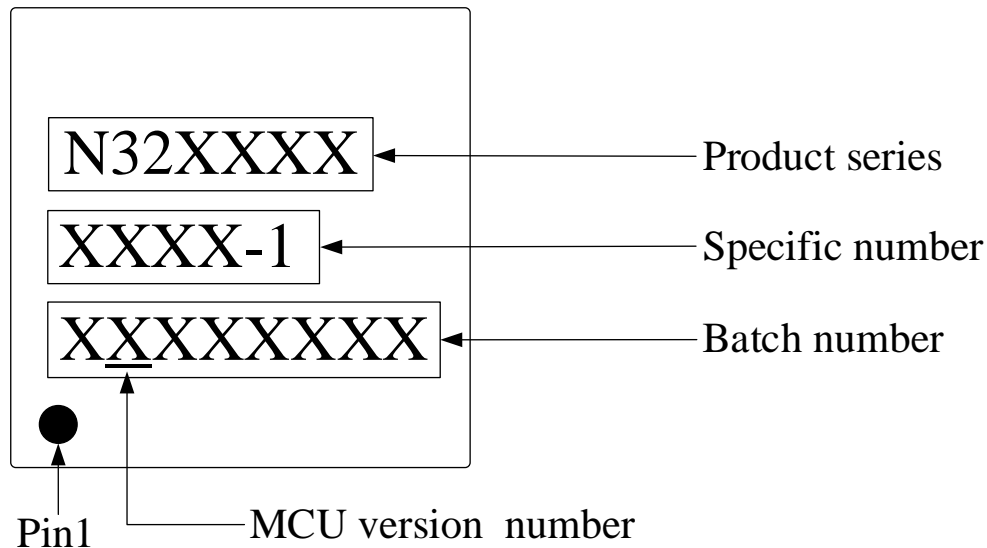 N32XXXX
Product series
XXXX-1
Specific number
XXXXXXXX
Batch number
Pin1
MCU version number